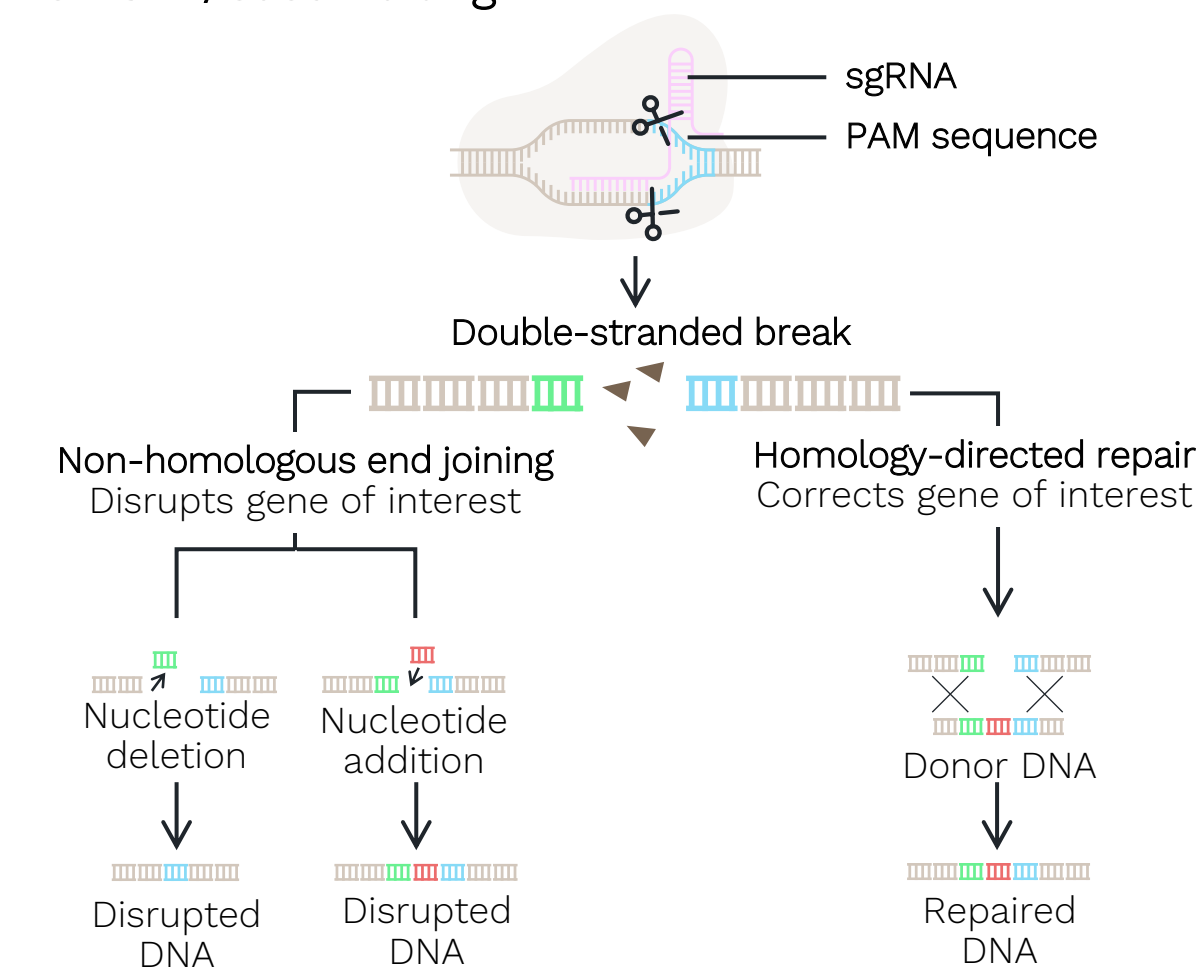 sgRNA
PAM sequence
Double-stranded break
Non-homologous end joining
Disrupts gene of interest
Homology-directed repair
Corrects gene of interest
Nucleotide
deletion
Nucleotide
addition
Donor DNA
Disrupted
DNA
Disrupted
DNA
Repaired
DNA